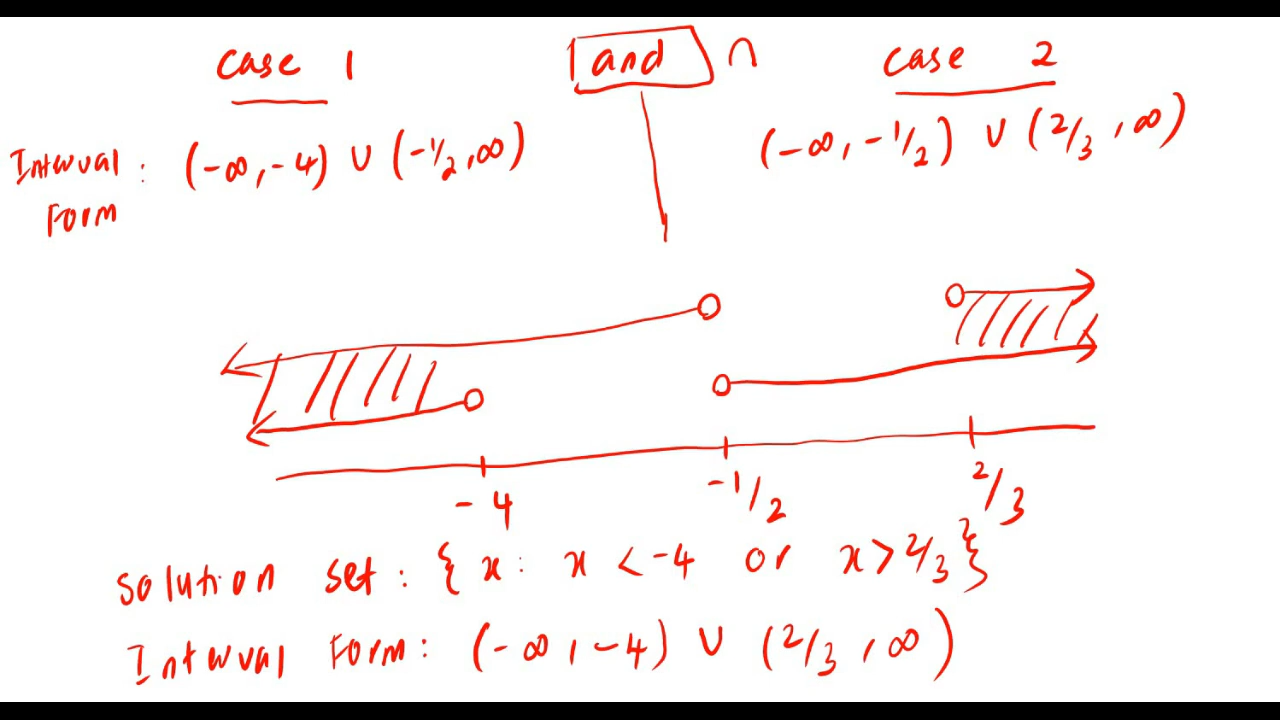 case 1 and ∩ case 2
Interval : (-∞, -4) ∪ (-1/2, ∞) (-∞, -1/2) ∪ (2/3, ∞)
Form
-4 -1/2 2/3
solution set : { x : x < -4 or x > 2/3 }
Interval Form : (-∞, -4) ∪ (2/3, ∞)